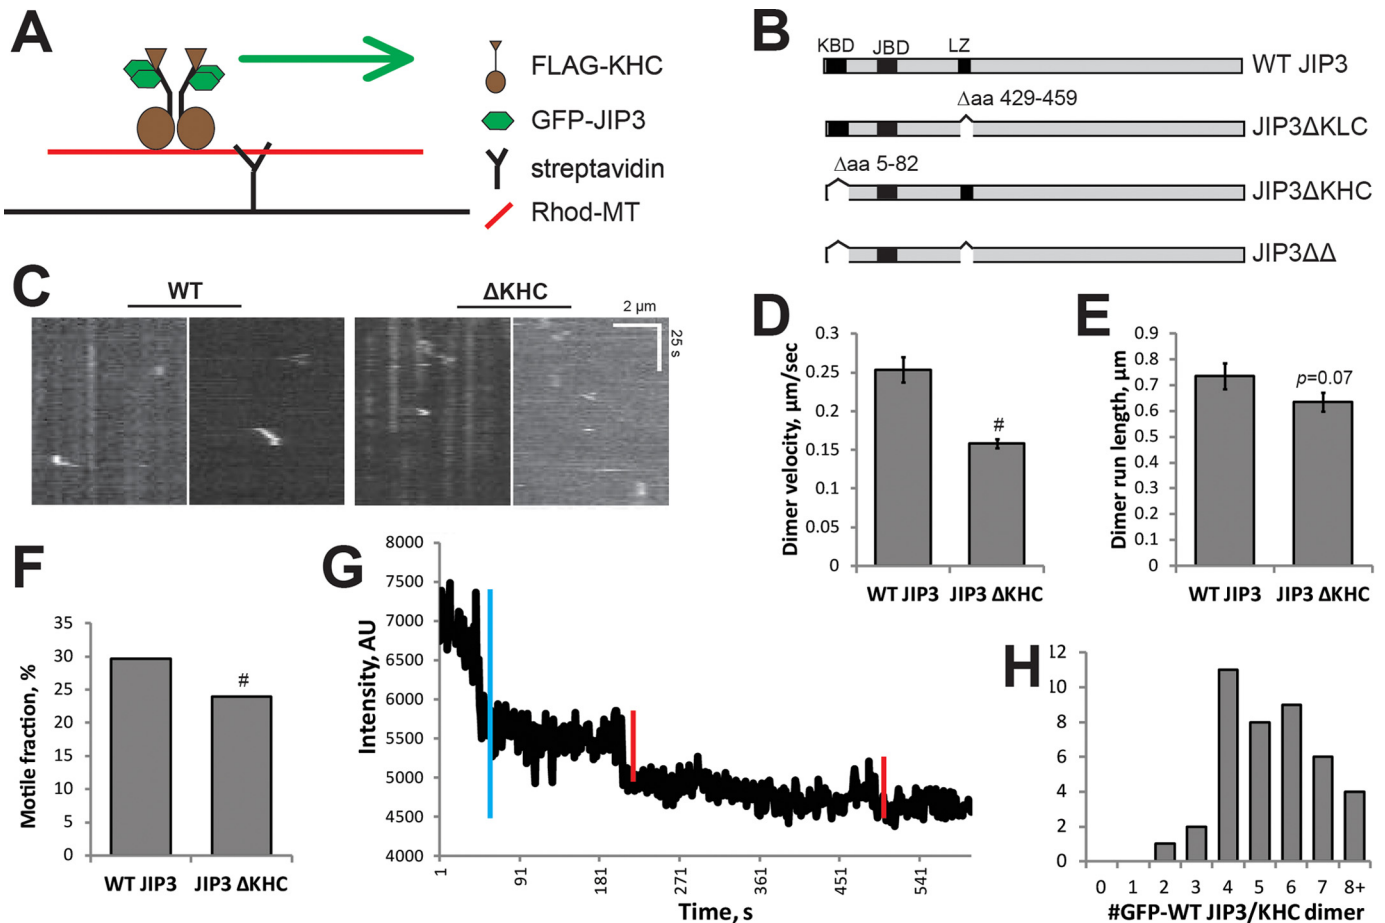 A
FLAG-KHC
GFP-JIP3
streptavidin
Rhod-MT
B
KBD JBD LZ
WT JIP3
Δaa 429-459
JIP3ΔKLC
Δaa 5-82
JIP3ΔKHC
JIP3ΔΔ
C
WT
ΔKHC
2 µm
25 s
D
Dimer velocity, µm/sec
0.3
0.25
0.2
0.15
0.1
0.05
0
#
WT JIP3 JIP3 ΔKHC
E
Dimer run length, µm
0.9
0.8
0.7
0.6
0.5
0.4
0.3
0.2
0.1
0
p=0.07
WT JIP3 JIP3 ΔKHC
F
Motile fraction, %
35
30
25
20
15
10
5
0
#
WT JIP3 JIP3 ΔKHC
G
Intensity, AU
8000
7500
7000
6500
6000
5500
5000
4500
4000
1 91 181 271 361 451 541
Time, s
H
12
10
8
6
4
2
0
0 1 2 3 4 5 6 7 8+
#GFP-WT JIP3/KHC dimer